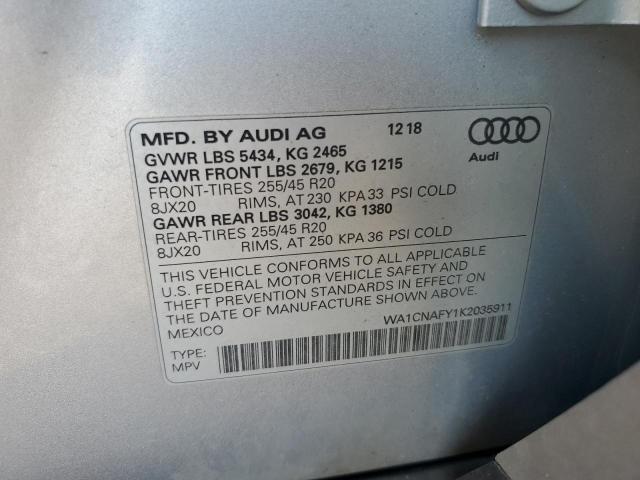 MFD. BY AUDI AG 12 18
GVWR LBS 5434, KG 2465
GAWR FRONT LBS 2679, KG 1215
FRONT-TIRES 255/45 R20
8JX20 RIMS, AT 230 KPA 33 PSI COLD
GAWR REAR LBS 3042, KG 1380
REAR-TIRES 255/45 R20
8JX20 RIMS, AT 250 KPA 36 PSI COLD
Audi
THIS VEHICLE CONFORMS TO ALL APPLICABLE
U.S. FEDERAL MOTOR VEHICLE SAFETY AND
THEFT PREVENTION STANDARDS IN EFFECT ON
THE DATE OF MANUFACTURE SHOWN ABOVE.
MEXICO WA1CNAFY1K2035911
TYPE:
MPV